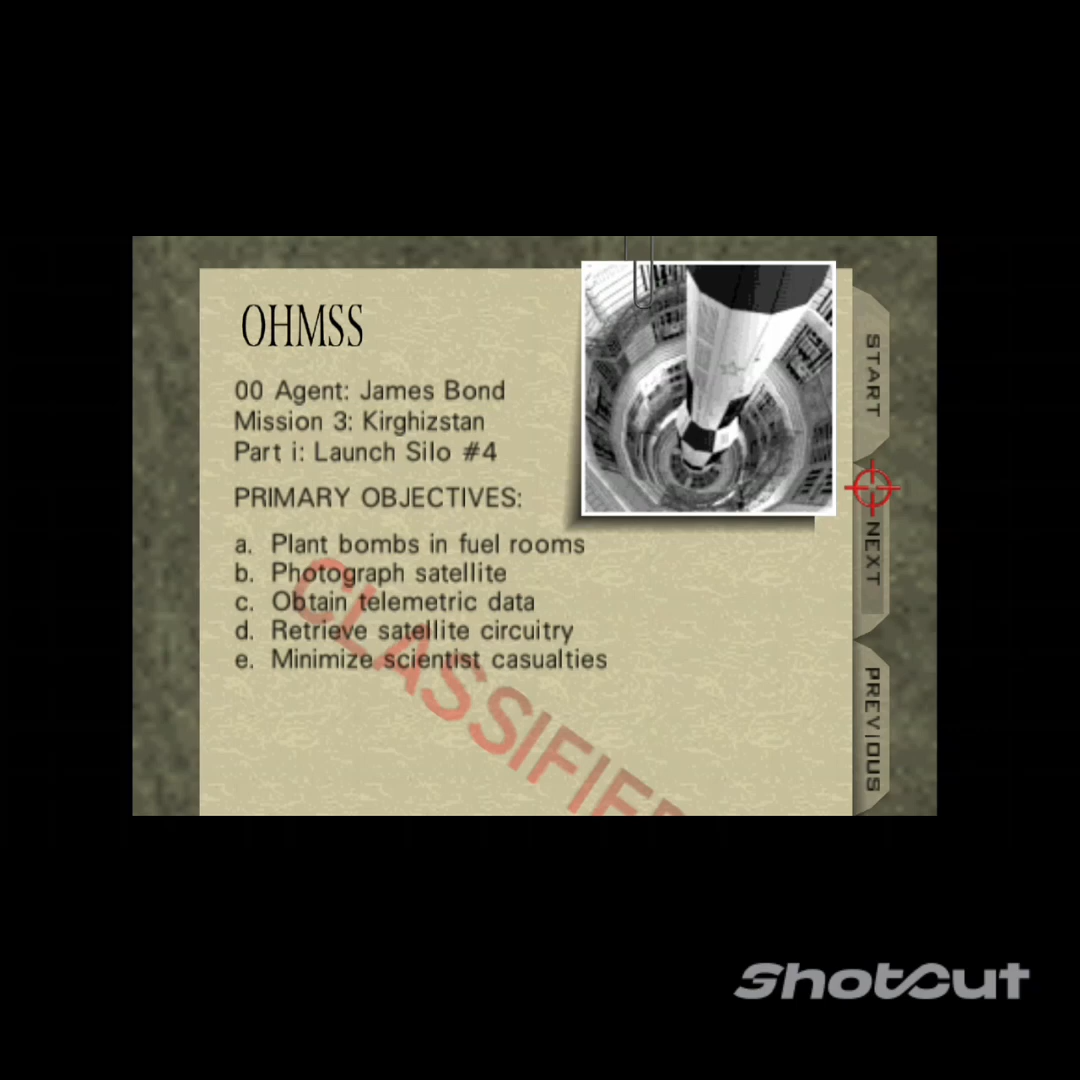 OHMSS
00 Agent: James Bond
Mission 3: Kirghizstan
Part i: Launch Silo #4
PRIMARY OBJECTIVES:
a. Plant bombs in fuel rooms
b. Photograph satellite
c. Obtain telemetric data
d. Retrieve satellite circuitry
e. Minimize scientist casualties
CLASSIFIE
START
NEXT
PREVIOUS
ShotCut